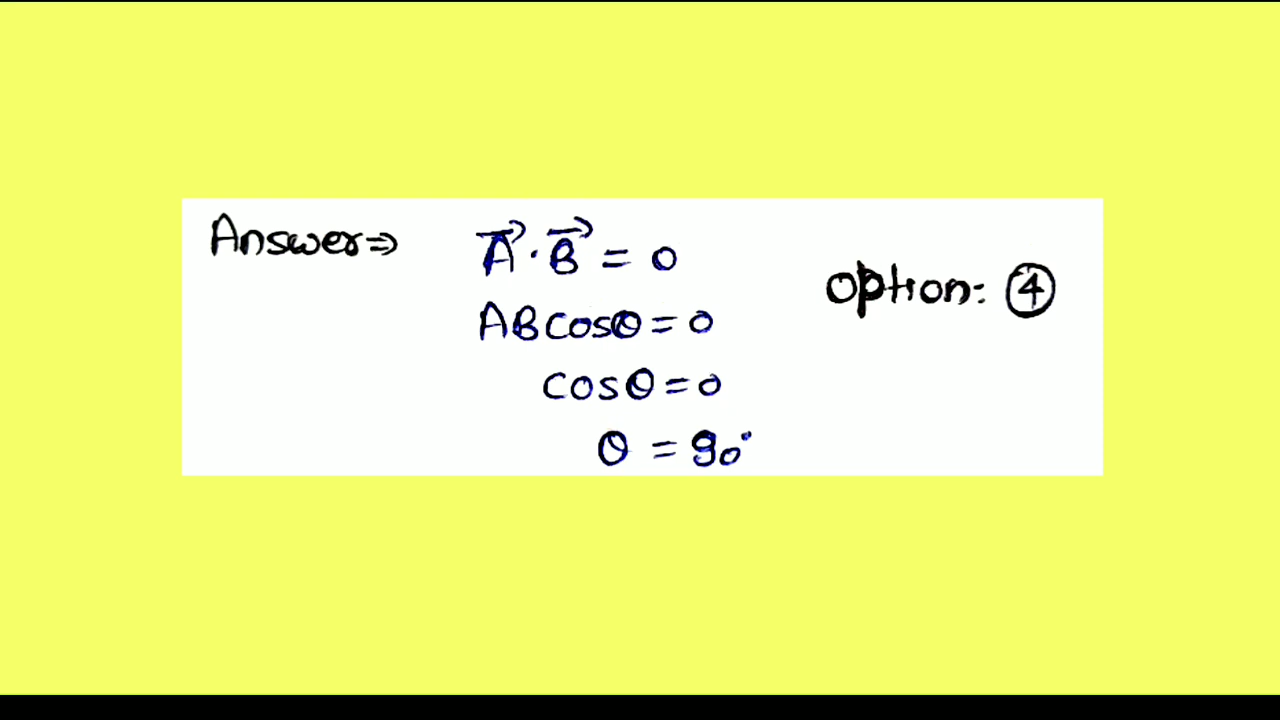 Answer⇒
A⃗ · B⃗ = 0
ABcosθ = 0
cosθ = 0
θ = 90°
Option: ④